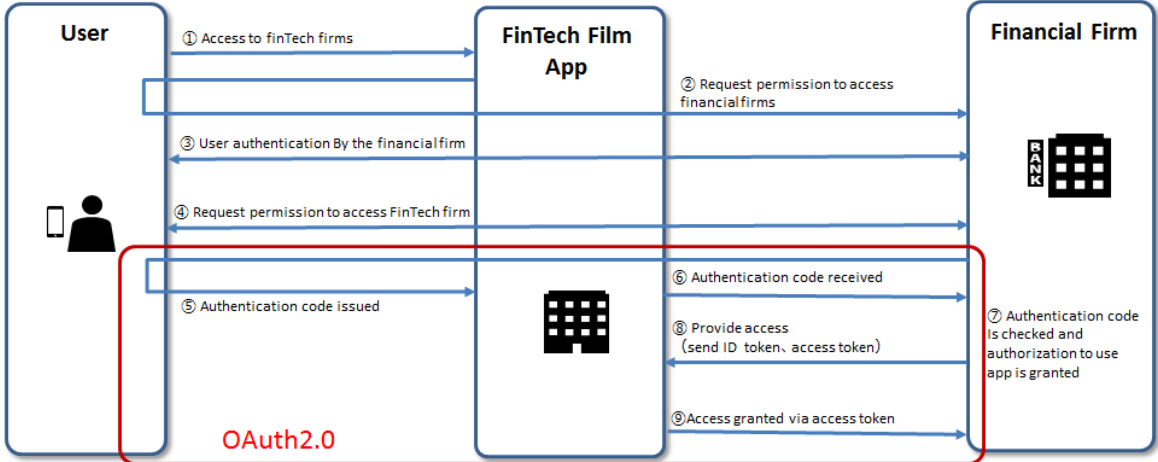 User
FinTech Film
App
Financial Firm
① Access to finTech firms
② Request permission to access
financial firms
③ User authentication By the financial firm
BANK
④ Request permission to access FinTech firm
⑤ Authentication code issued
⑥ Authentication code received
⑦ Authentication code
Is checked and
authorization to use
app is granted
⑧ Provide access
（send ID token、access token）
⑨Access granted via access token
OAuth2.0